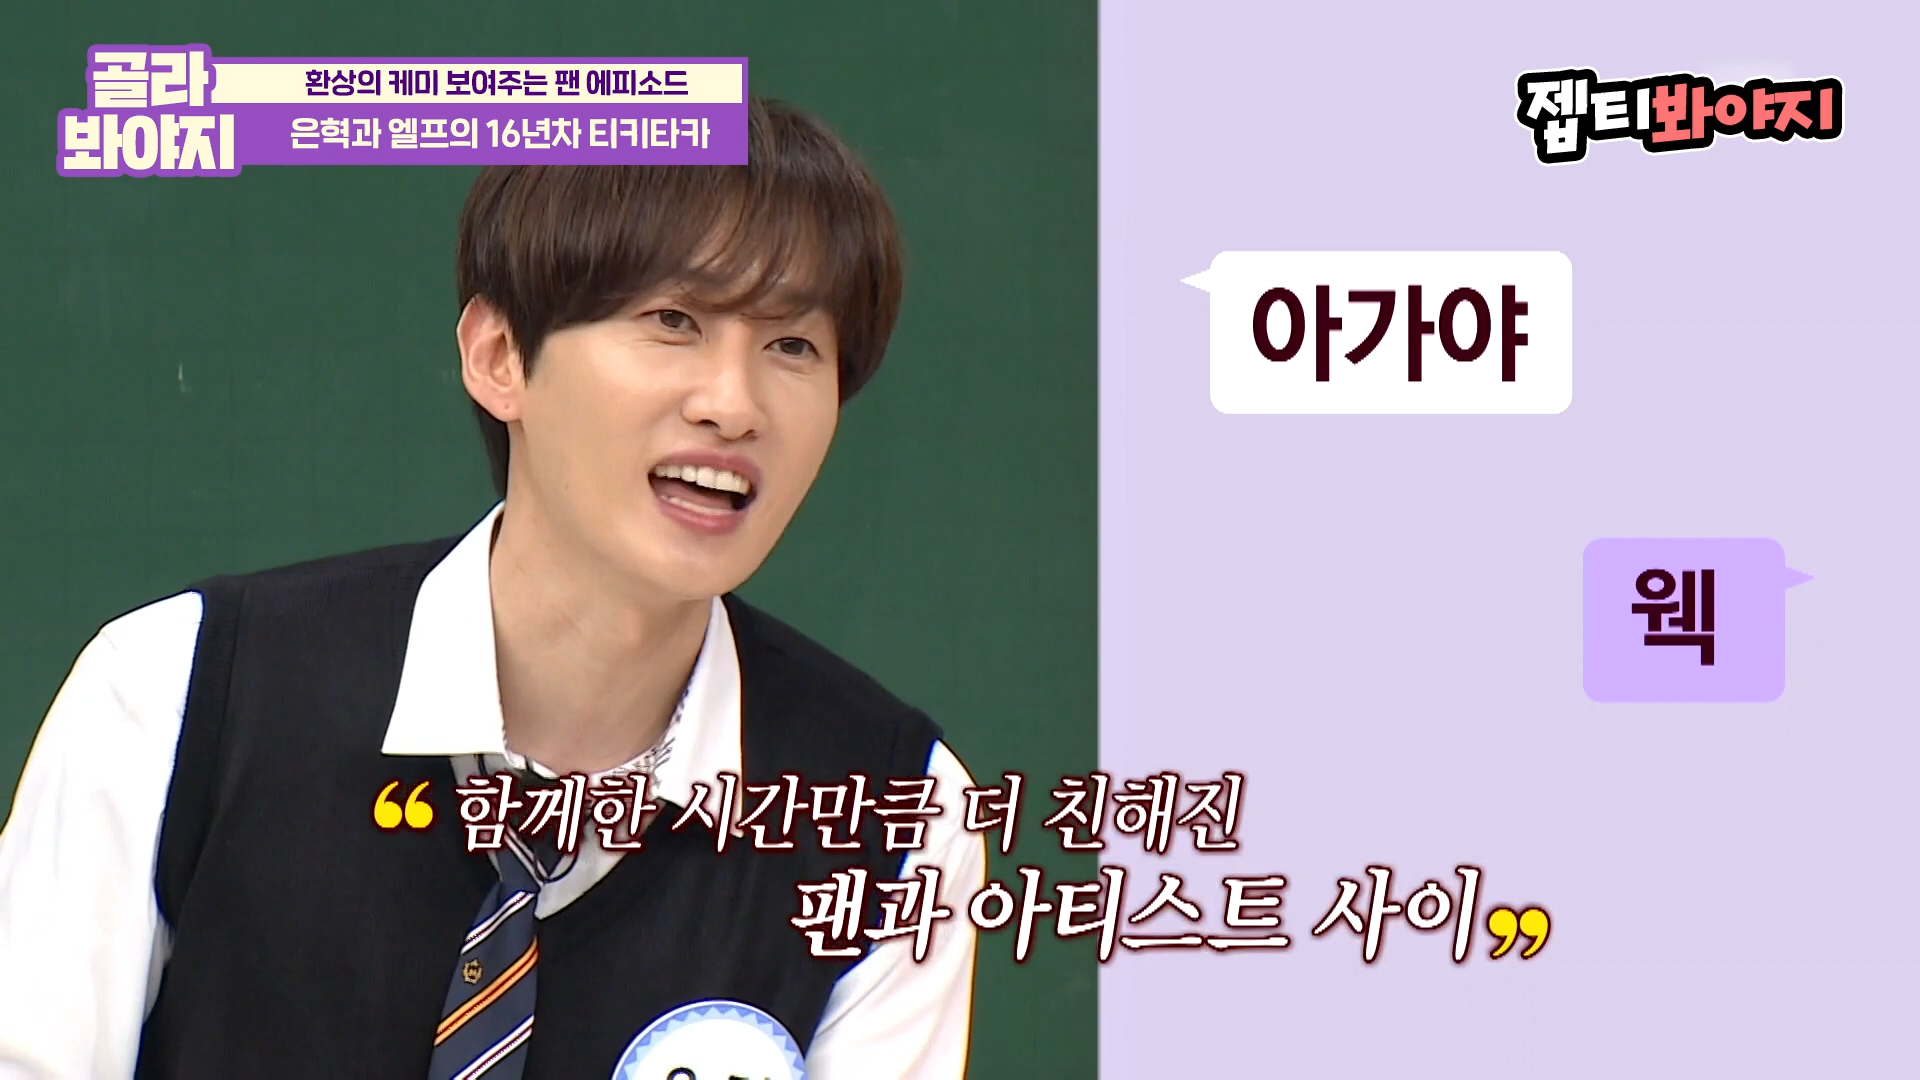 골라
봐야지
환상의 케미 보여주는 팬 에피소드
은혁과 엘프의 16년차 티키타카
젭티봐야지
아가야
웩
“함께한 시간만큼 더 친해진
팬과 아티스트 사이”